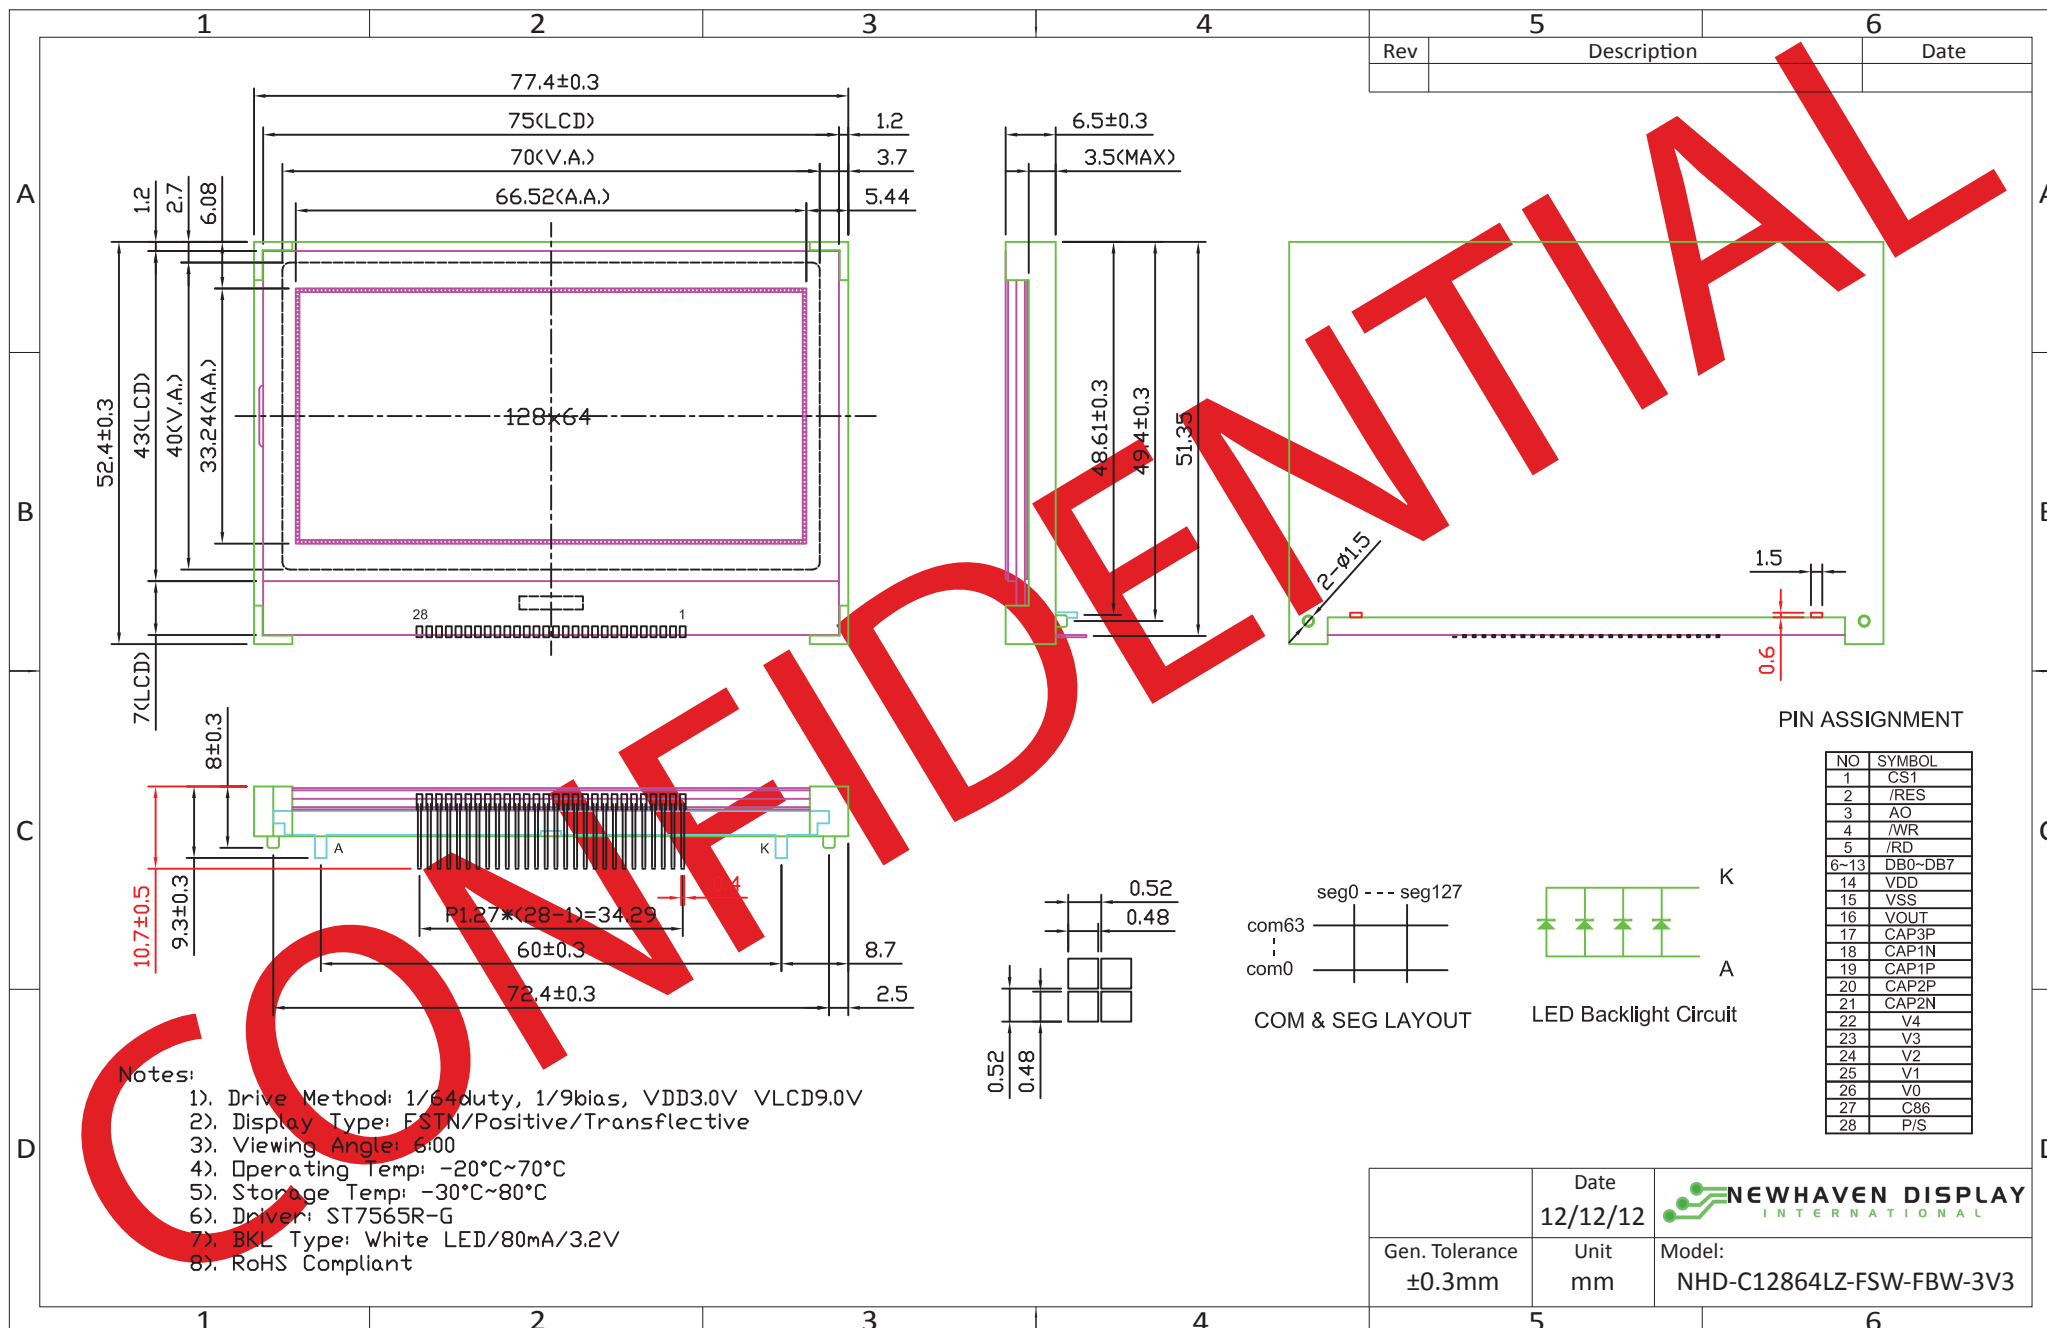 1 2 3 4 5 6
Rev Description Date
A
B
C
D
77.4±0.3
75(LCD) 1.2
70(V.A.) 3.7
66.52(A.A.) 5.44
1.2
2.7
6.08
52.4±0.3
43(LCD)
40(V.A.)
33.24(A.A.)
7(LCD)
128x64
28 1
6.5±0.3
3.5(MAX)
48.61±0.3
49.4±0.3
51.35
2-Ø1.5
1.5
0.6
CONFIDENTIAL
8±0.3
10.7±0.5
9.3±0.3
A K
0.4
P1.27*(28-1)=34.29
60±0.3 8.7
72.4±0.3 2.5
0.52
0.48
0.52
0.48
seg0 --- seg127
com63
com0
COM & SEG LAYOUT
K
A
LED Backlight Circuit
PIN ASSIGNMENT
NO SYMBOL
1 CS1
2 /RES
3 AO
4 /WR
5 /RD
6~13 DB0~DB7
14 VDD
15 VSS
16 VOUT
17 CAP3P
18 CAP1N
19 CAP1P
20 CAP2P
21 CAP2N
22 V4
23 V3
24 V2
25 V1
26 V0
27 C86
28 P/S
Notes:
1). Drive Method: 1/64duty, 1/9bias, VDD3.0V VLCD9.0V
2). Display Type: FSTN/Positive/Transflective
3). Viewing Angle: 6:00
4). Operating Temp: -20°C~70°C
5). Storage Temp: -30°C~80°C
6). Driver: ST7565R-G
7). BKL Type: White LED/80mA/3.2V
8). RoHS Compliant
Date
12/12/12
NEWHAVEN DISPLAY
INTERNATIONAL
Gen. Tolerance
±0.3mm
Unit
mm
Model:
NHD-C12864LZ-FSW-FBW-3V3
A
B
C
D
1 2 3 4 5 6